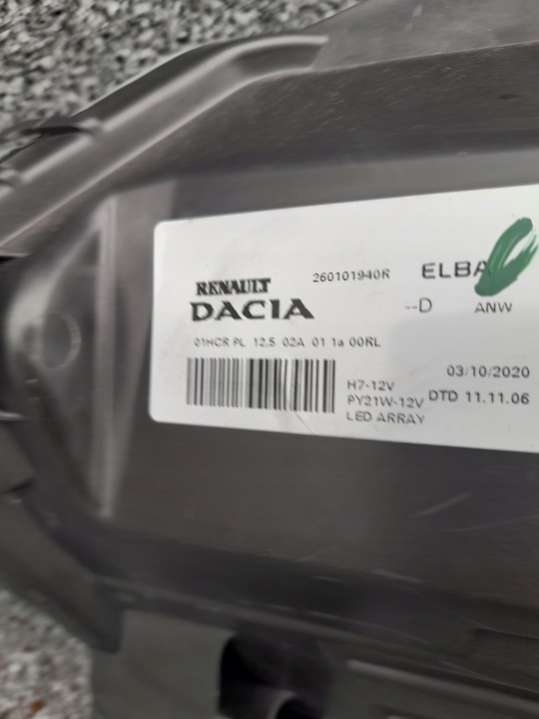 RENAULT 260101940R ELBA
DACIA --D ANW
01HCR PL 12,5 02A 01 1a 00RL
03/10/2020
H7-12V
PY21W-12V DTD 11.11.06
LED ARRAY